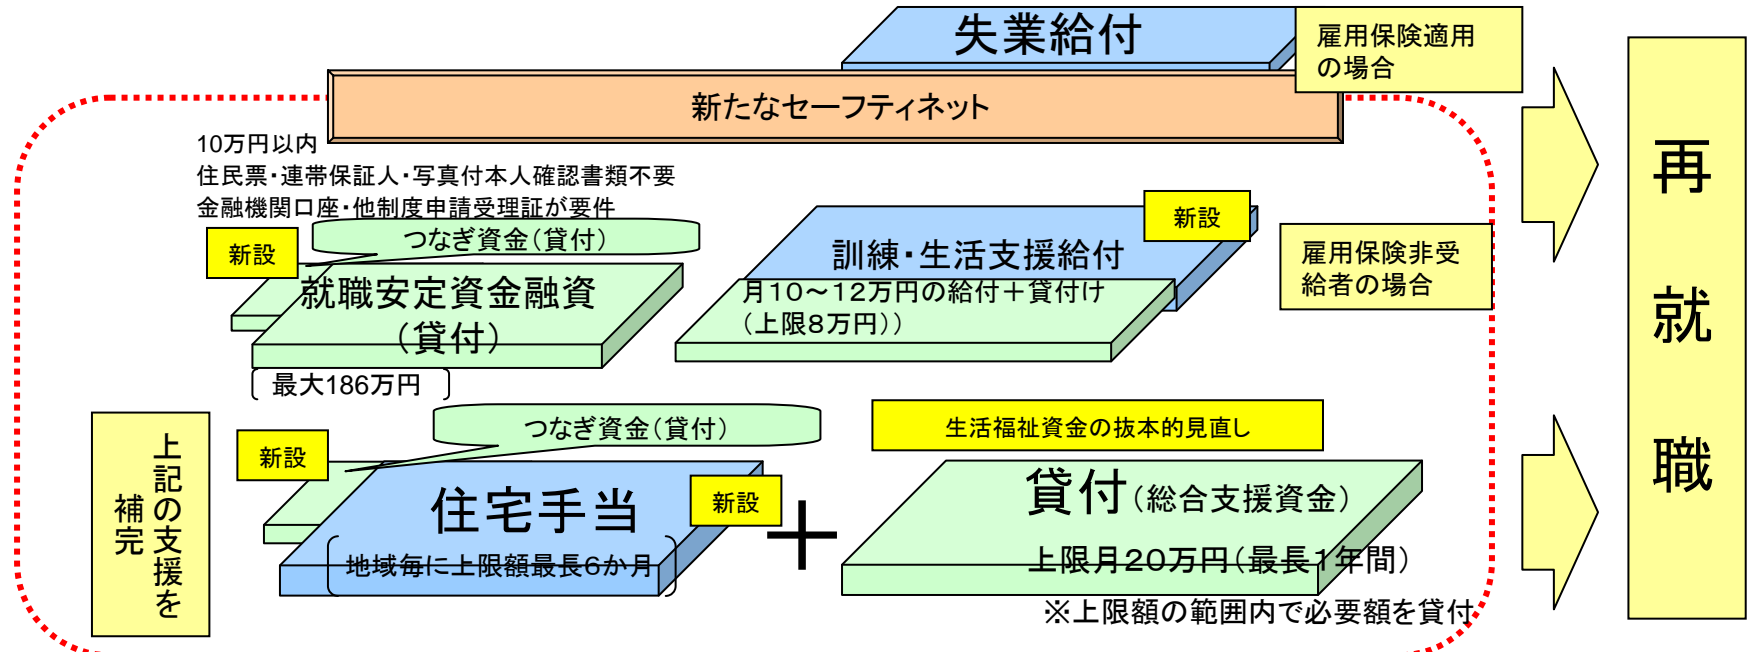 失業給付
雇用保険適用
の場合
新たなセーフティネット
10万円以内
住民票・連帯保証人・写真付本人確認書類不要
金融機関口座・他制度申請受理証が要件
新設
つなぎ資金（貸付）
就職安定資金融資
（貸付）
最大186万円
新設
訓練・生活支援給付
月１０～１２万円の給付＋貸付け
（上限８万円））
雇用保険非受
給者の場合
上記の支援を
補完
新設
つなぎ資金（貸付）
住宅手当
新設
地域毎に上限額最長６か月
＋
生活福祉資金の抜本的見直し
貸付（総合支援資金）
上限月２０万円（最長１年間）
※上限額の範囲内で必要額を貸付
再就職